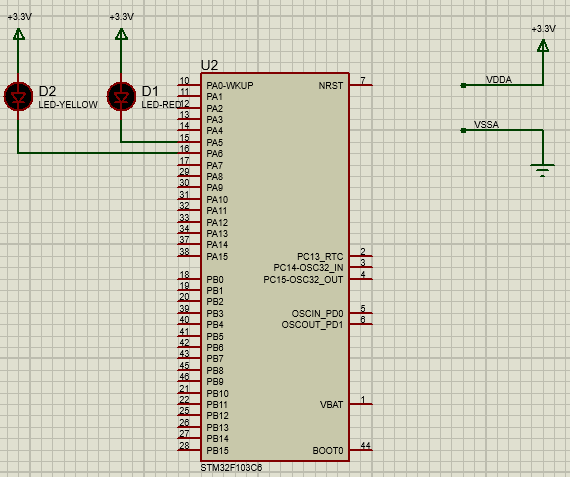 +3.3V
+3.3V
+3.3V
U2
D2
LED-YELLOW
D1
LED-RED
VDDA
VSSA
10 PA0-WKUP
11 PA1
12 PA2
13 PA3
14 PA4
15 PA5
16 PA6
17 PA7
29 PA8
30 PA9
31 PA10
32 PA11
33 PA12
34 PA13
37 PA14
38 PA15
18 PB0
19 PB1
20 PB2
39 PB3
40 PB4
41 PB5
42 PB6
43 PB7
45 PB8
46 PB9
21 PB10
22 PB11
25 PB12
26 PB13
27 PB14
28 PB15
NRST 7
PC13_RTC 2
PC14-OSC32_IN 3
PC15-OSC32_OUT 4
OSCIN_PD0 5
OSCOUT_PD1 6
VBAT 1
BOOT0 44
STM32F103C6